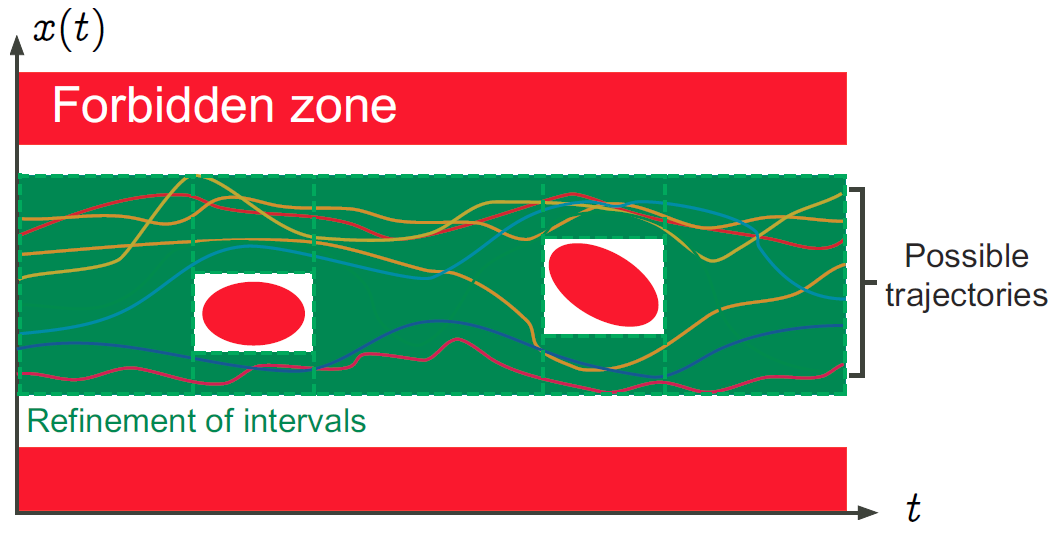 x(t)
Forbidden zone
Possible
trajectories
Refinement of intervals
t